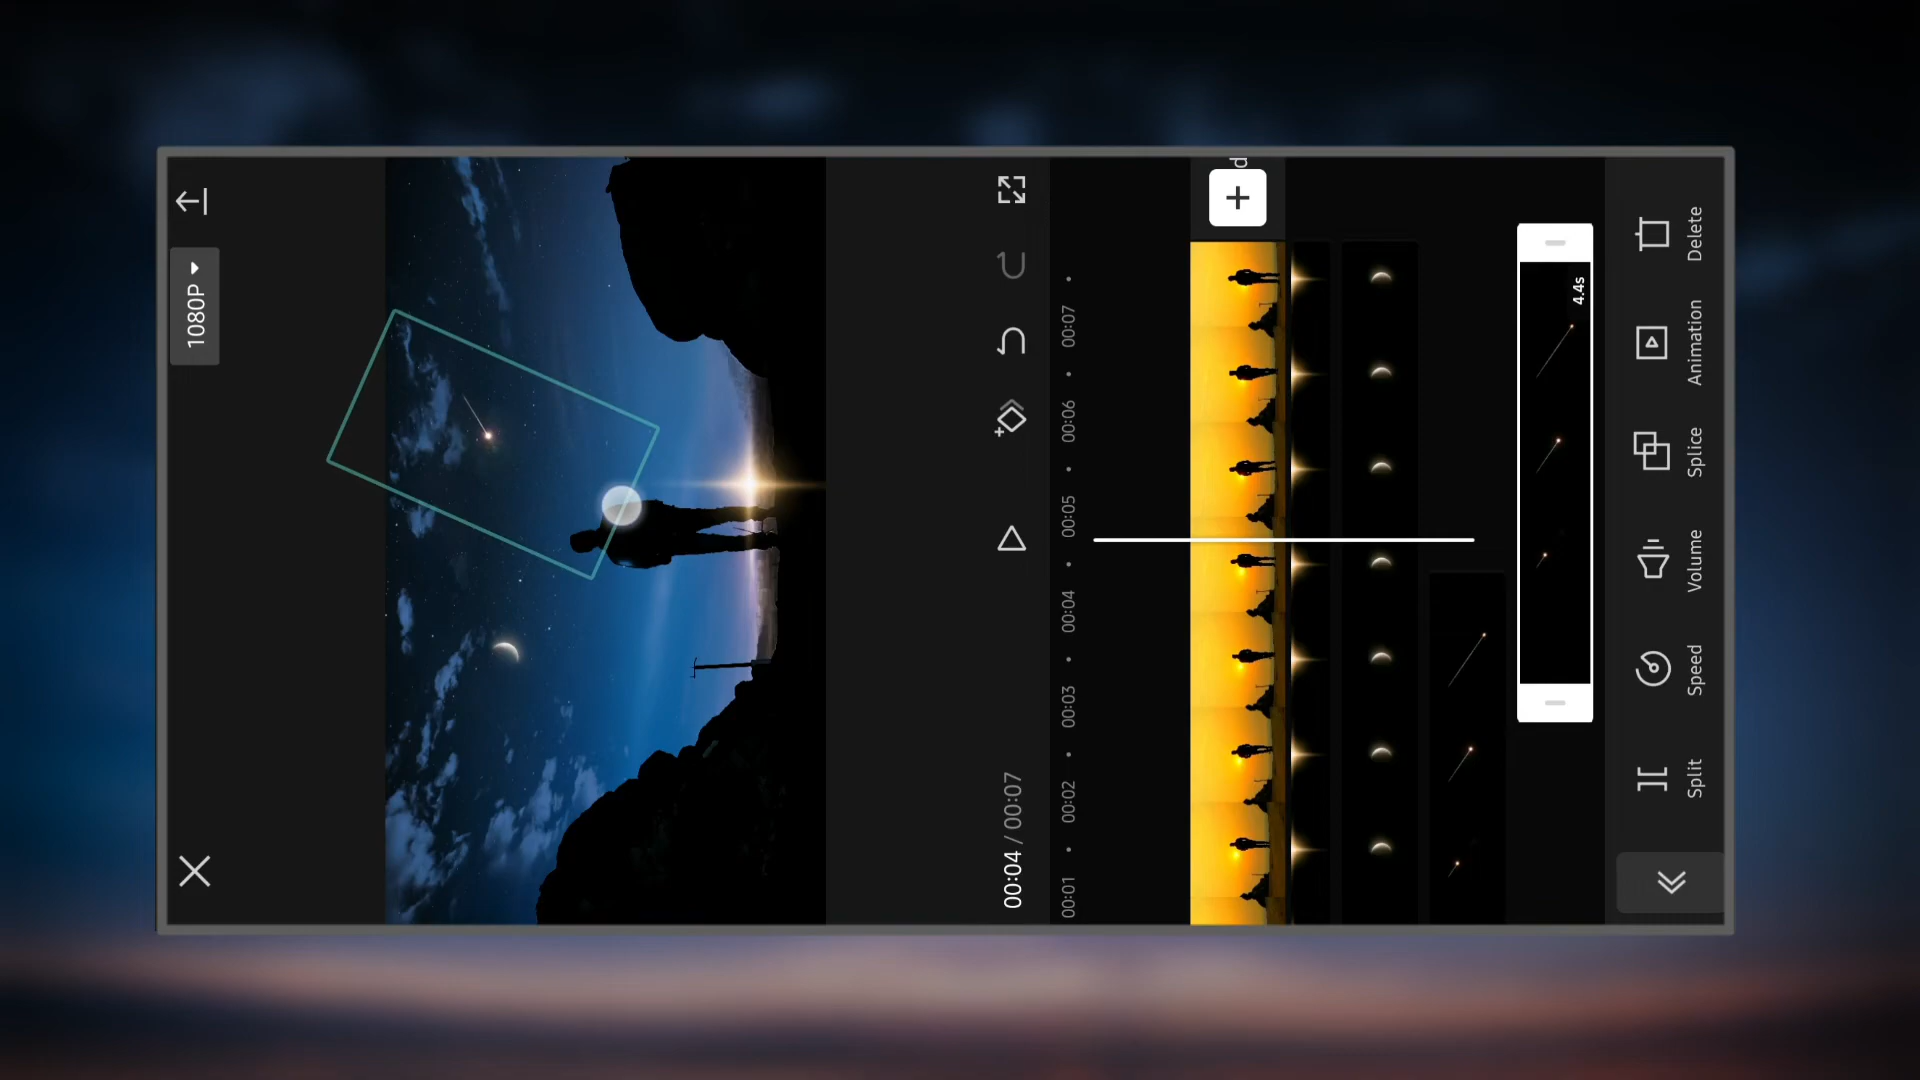 1080P
00:04 / 00:07
00:01
00:02
00:03
00:04
00:05
00:06
00:07
d
4.4s
Split
Speed
Volume
Splice
Animation
Delete